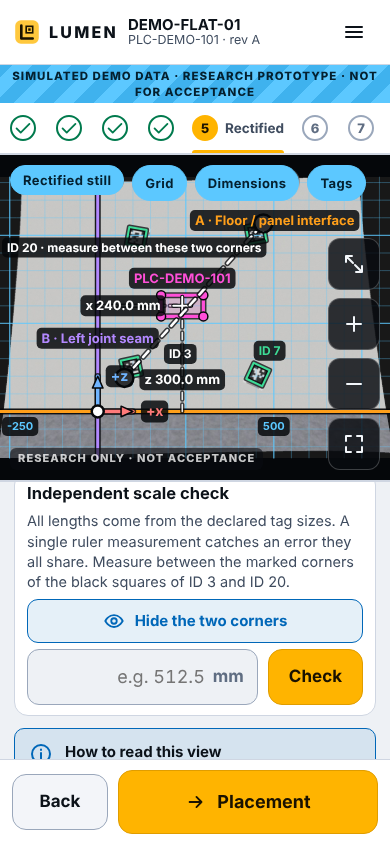 LUMEN
DEMO-FLAT-01
PLC-DEMO-101 · rev A
SIMULATED DEMO DATA · RESEARCH PROTOTYPE · NOT
FOR ACCEPTANCE
5 Rectified 6 7
Rectified still Grid Dimensions Tags
A · Floor / panel interface
ID 20 · measure between these two corners
PLC-DEMO-101
x 240.0 mm
B · Left joint seam
ID 3
ID 7
+z
z 300.0 mm
+x
-250
500
RESEARCH ONLY · NOT ACCEPTANCE
Independent scale check
All lengths come from the declared tag sizes. A
single ruler measurement catches an error they
all share. Measure between the marked corners
of the black squares of ID 3 and ID 20.
Hide the two corners
e.g. 512.5 mm
Check
How to read this view
Back
→ Placement